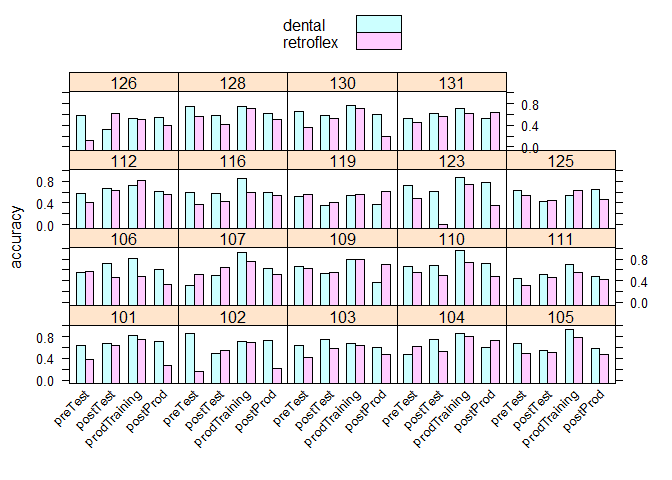 dental
retroflex
126 128 130 131
0.8
0.4
0.0
112 116 119 123 125
0.8
0.4
0.0
accuracy
106 107 109 110 111
0.8
0.4
0.0
101 102 103 104 105
0.8
0.4
0.0
preTest postTest prodTraining postProd preTest postTest prodTraining postProd preTest postTest prodTraining postProd preTest postTest prodTraining postProd preTest postTest prodTraining postProd